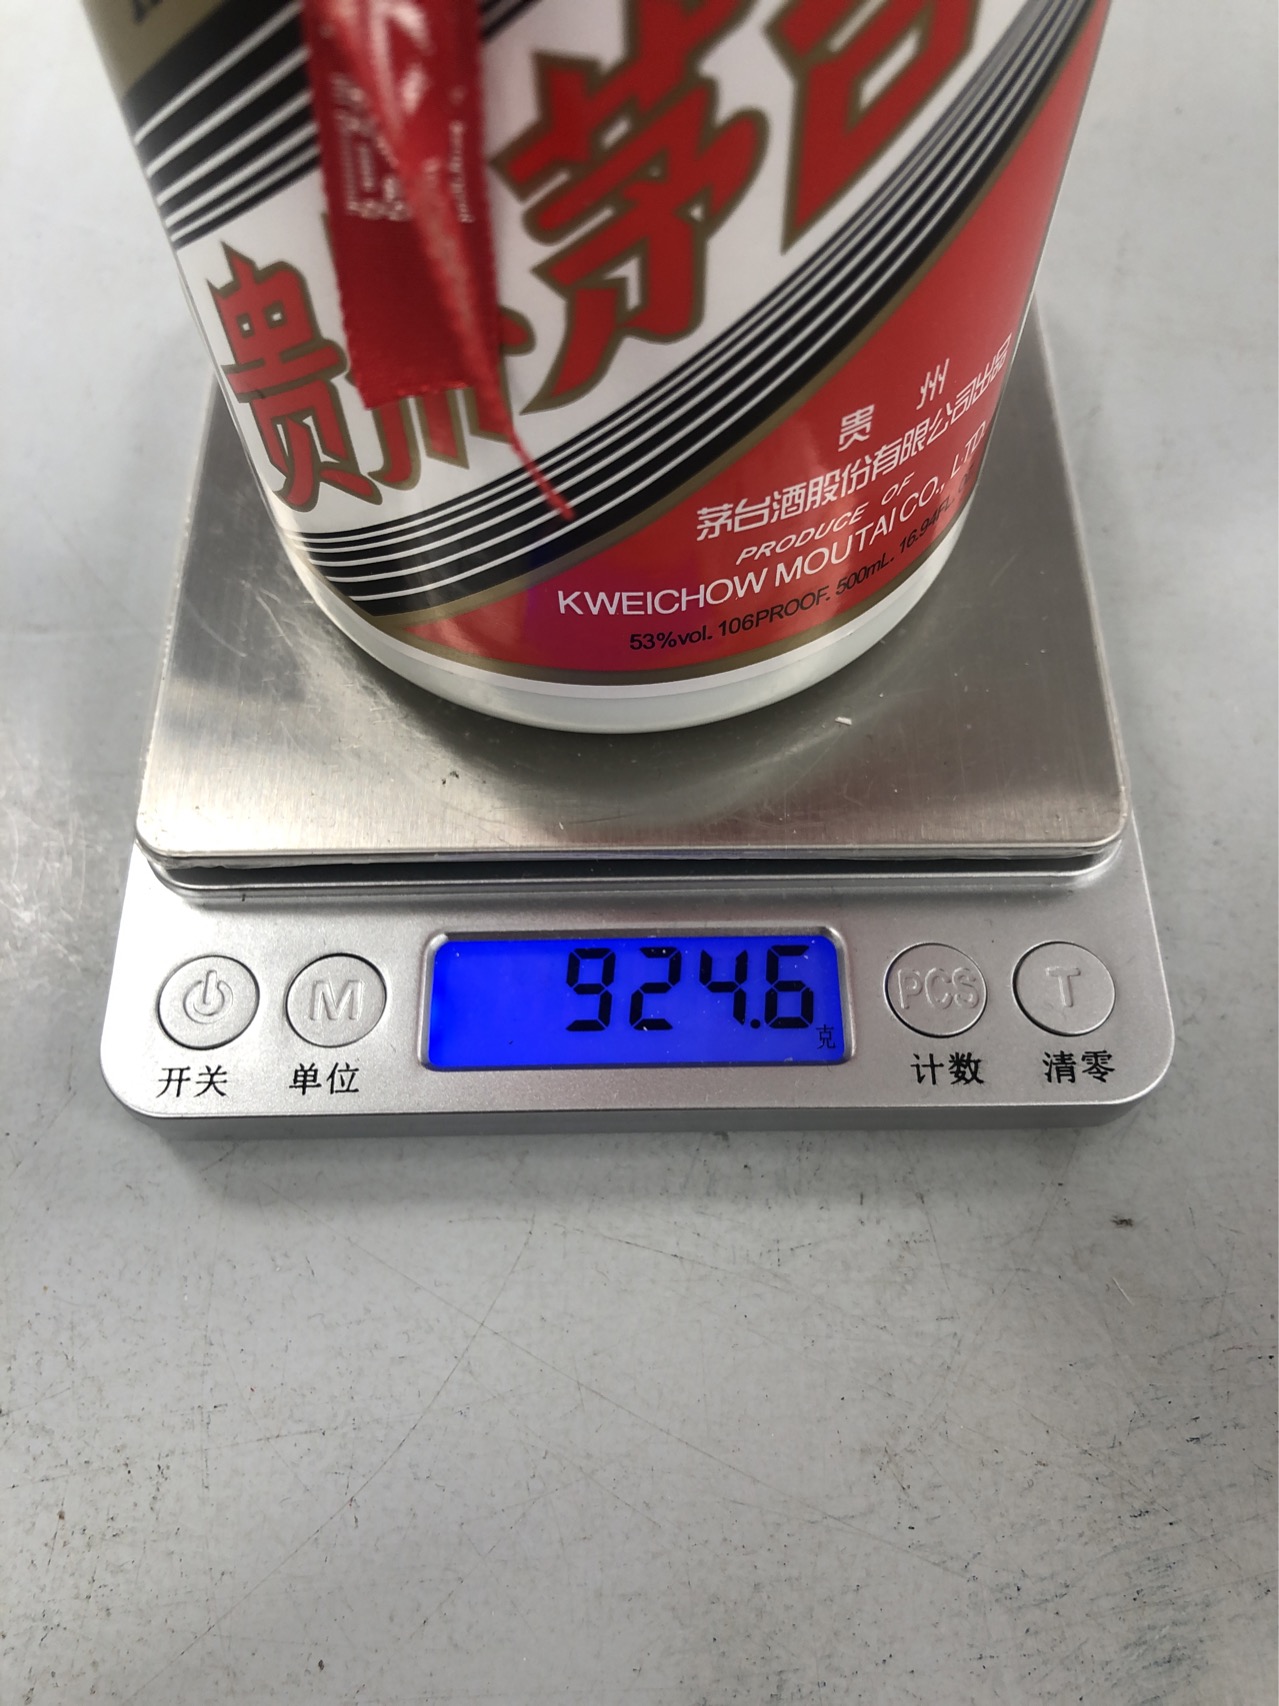 贵州茅台
贵州
茅台酒股份有限公司出品
PRODUCE OF
KWEICHOW MOUTAI CO., LTD.
53%vol. 106PROOF. 500mL. 16.94FL.
924.6
克
M
PCS
T
开关
单位
计数
清零